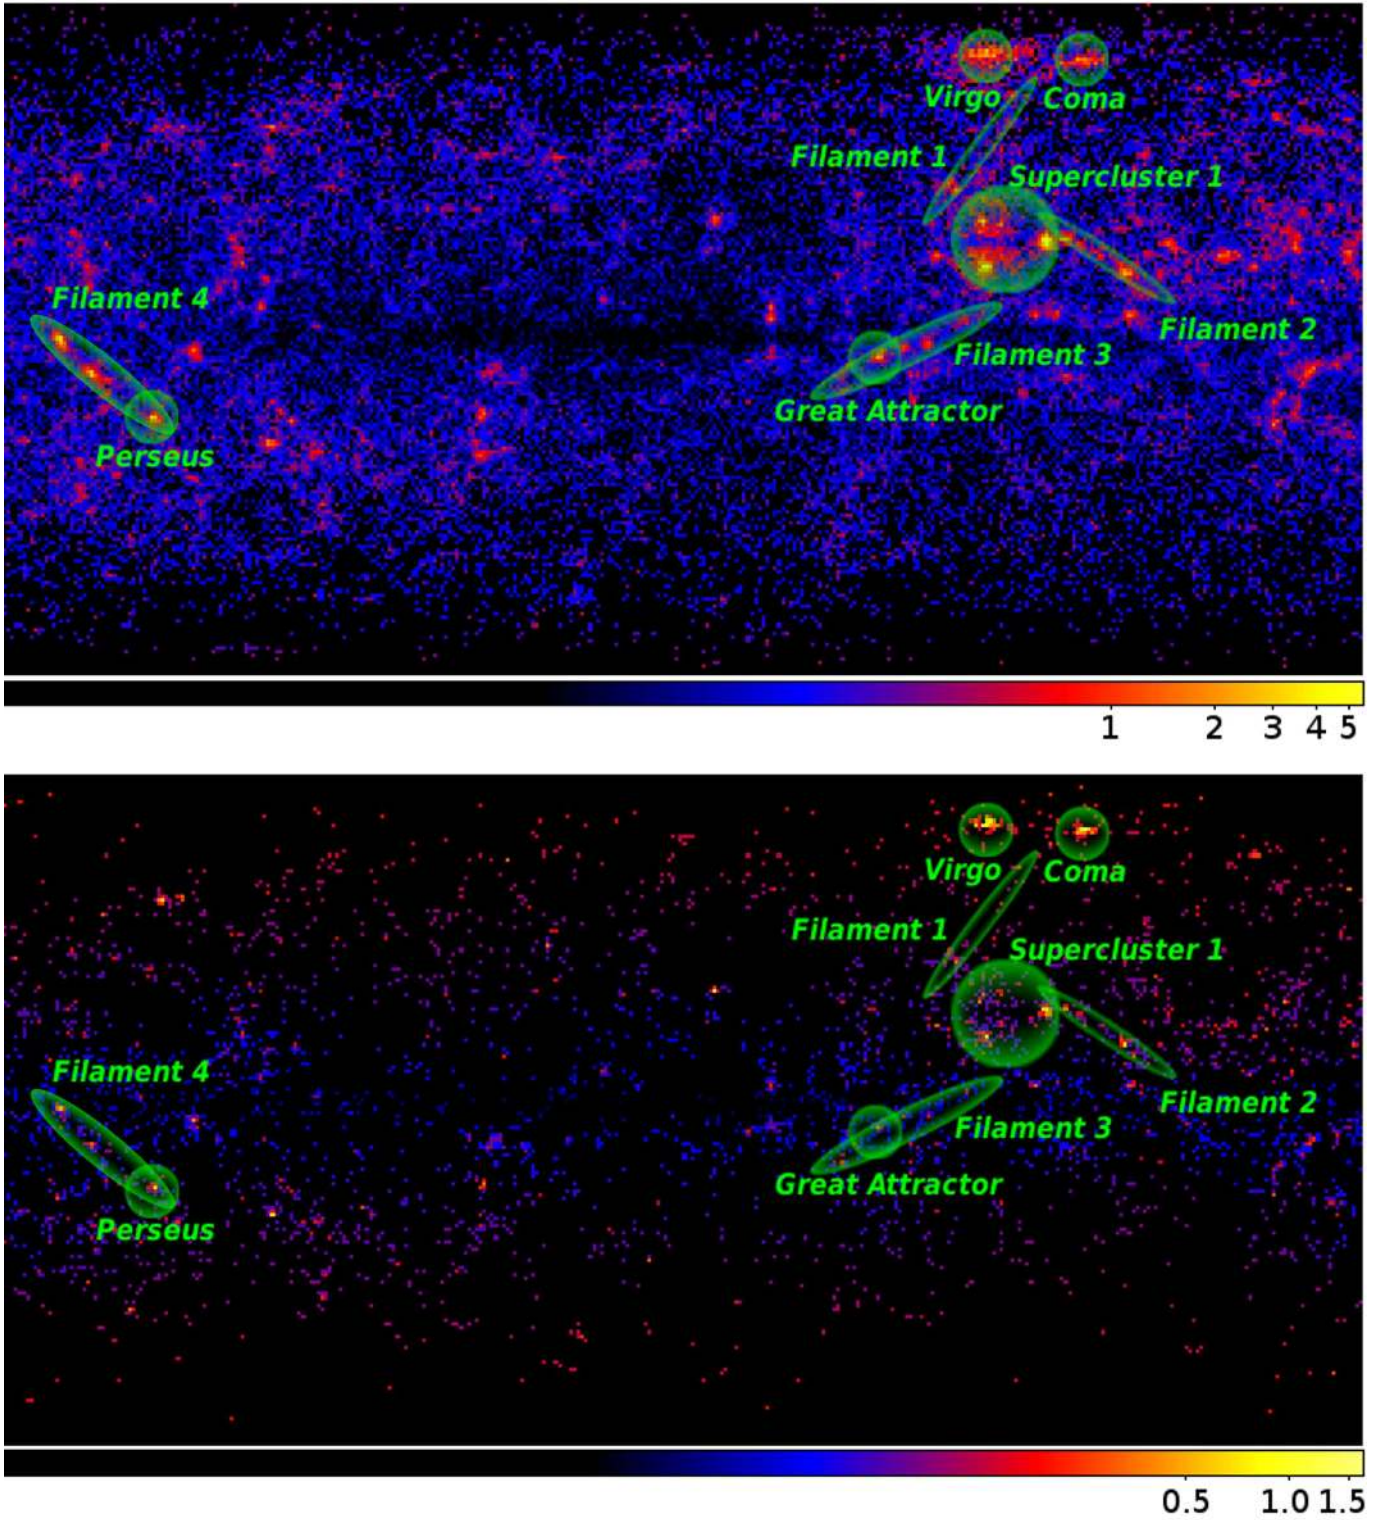 Virgo Coma
Filament 1
Supercluster 1
Filament 4
Filament 2
Filament 3
Great Attractor
Perseus
1 2 3 4 5
Virgo Coma
Filament 1
Supercluster 1
Filament 4
Filament 2
Filament 3
Great Attractor
Perseus
0.5 1.0 1.5